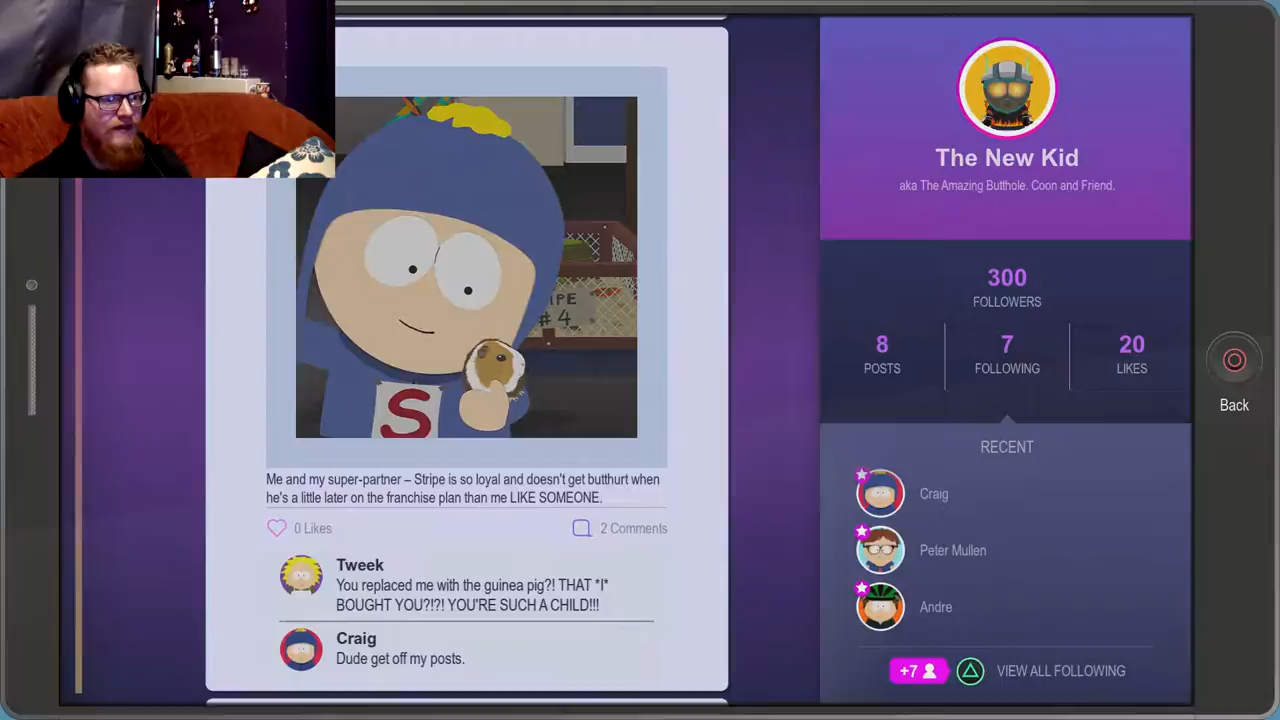 IPE
#4
S
Me and my super-partner – Stripe is so loyal and doesn't get butthurt when
he's a little later on the franchise plan than me LIKE SOMEONE.
0 Likes
2 Comments
Tweek
You replaced me with the guinea pig?! THAT *I*
BOUGHT YOU?!?! YOU'RE SUCH A CHILD!!!
Craig
Dude get off my posts.
The New Kid
aka The Amazing Butthole. Coon and Friend.
300
FOLLOWERS
8
POSTS
7
FOLLOWING
20
LIKES
RECENT
Craig
Peter Mullen
Andre
+7
VIEW ALL FOLLOWING
Back